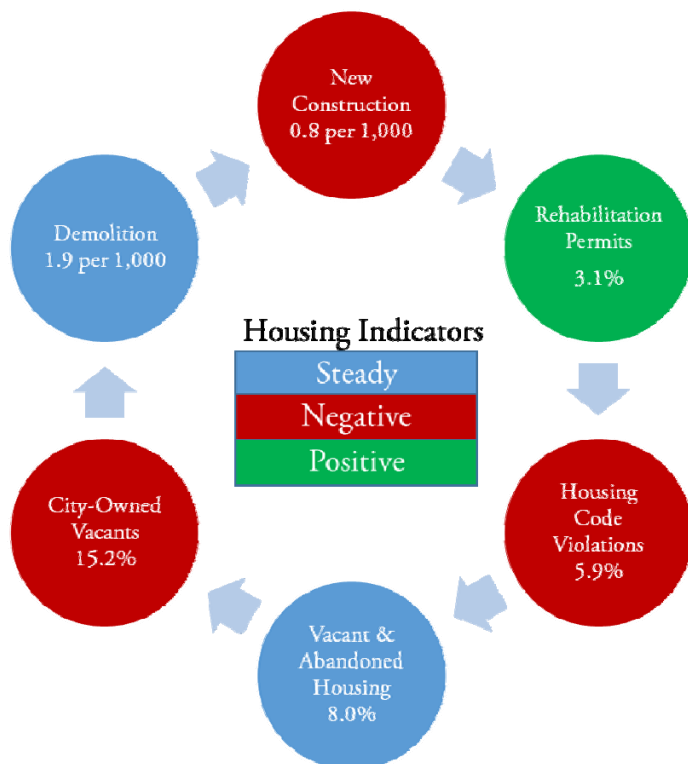 New
Construction
0.8 per 1,000
Rehabilitation
Permits
3.1%
Housing
Code
Violations
5.9%
Vacant &
Abandoned
Housing
8.0%
City-Owned
Vacants
15.2%
Demolition
1.9 per 1,000
Housing Indicators
Steady
Negative
Positive